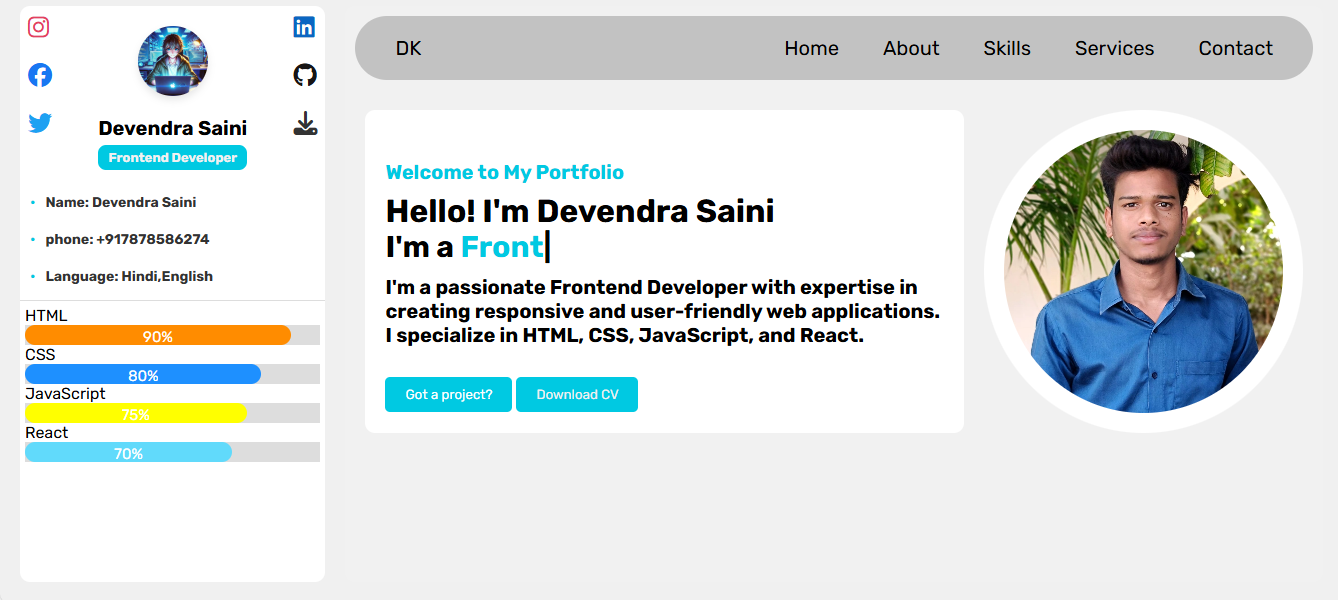 Devendra Saini
Frontend Developer
Name: Devendra Saini
phone: +917878586274
Language: Hindi,English
HTML
90%
CSS
80%
JavaScript
75%
React
70%
DK Home About Skills Services Contact
Welcome to My Portfolio
Hello! I'm Devendra Saini
I'm a Front
I'm a passionate Frontend Developer with expertise in
creating responsive and user-friendly web applications.
I specialize in HTML, CSS, JavaScript, and React.
Got a project? Download CV